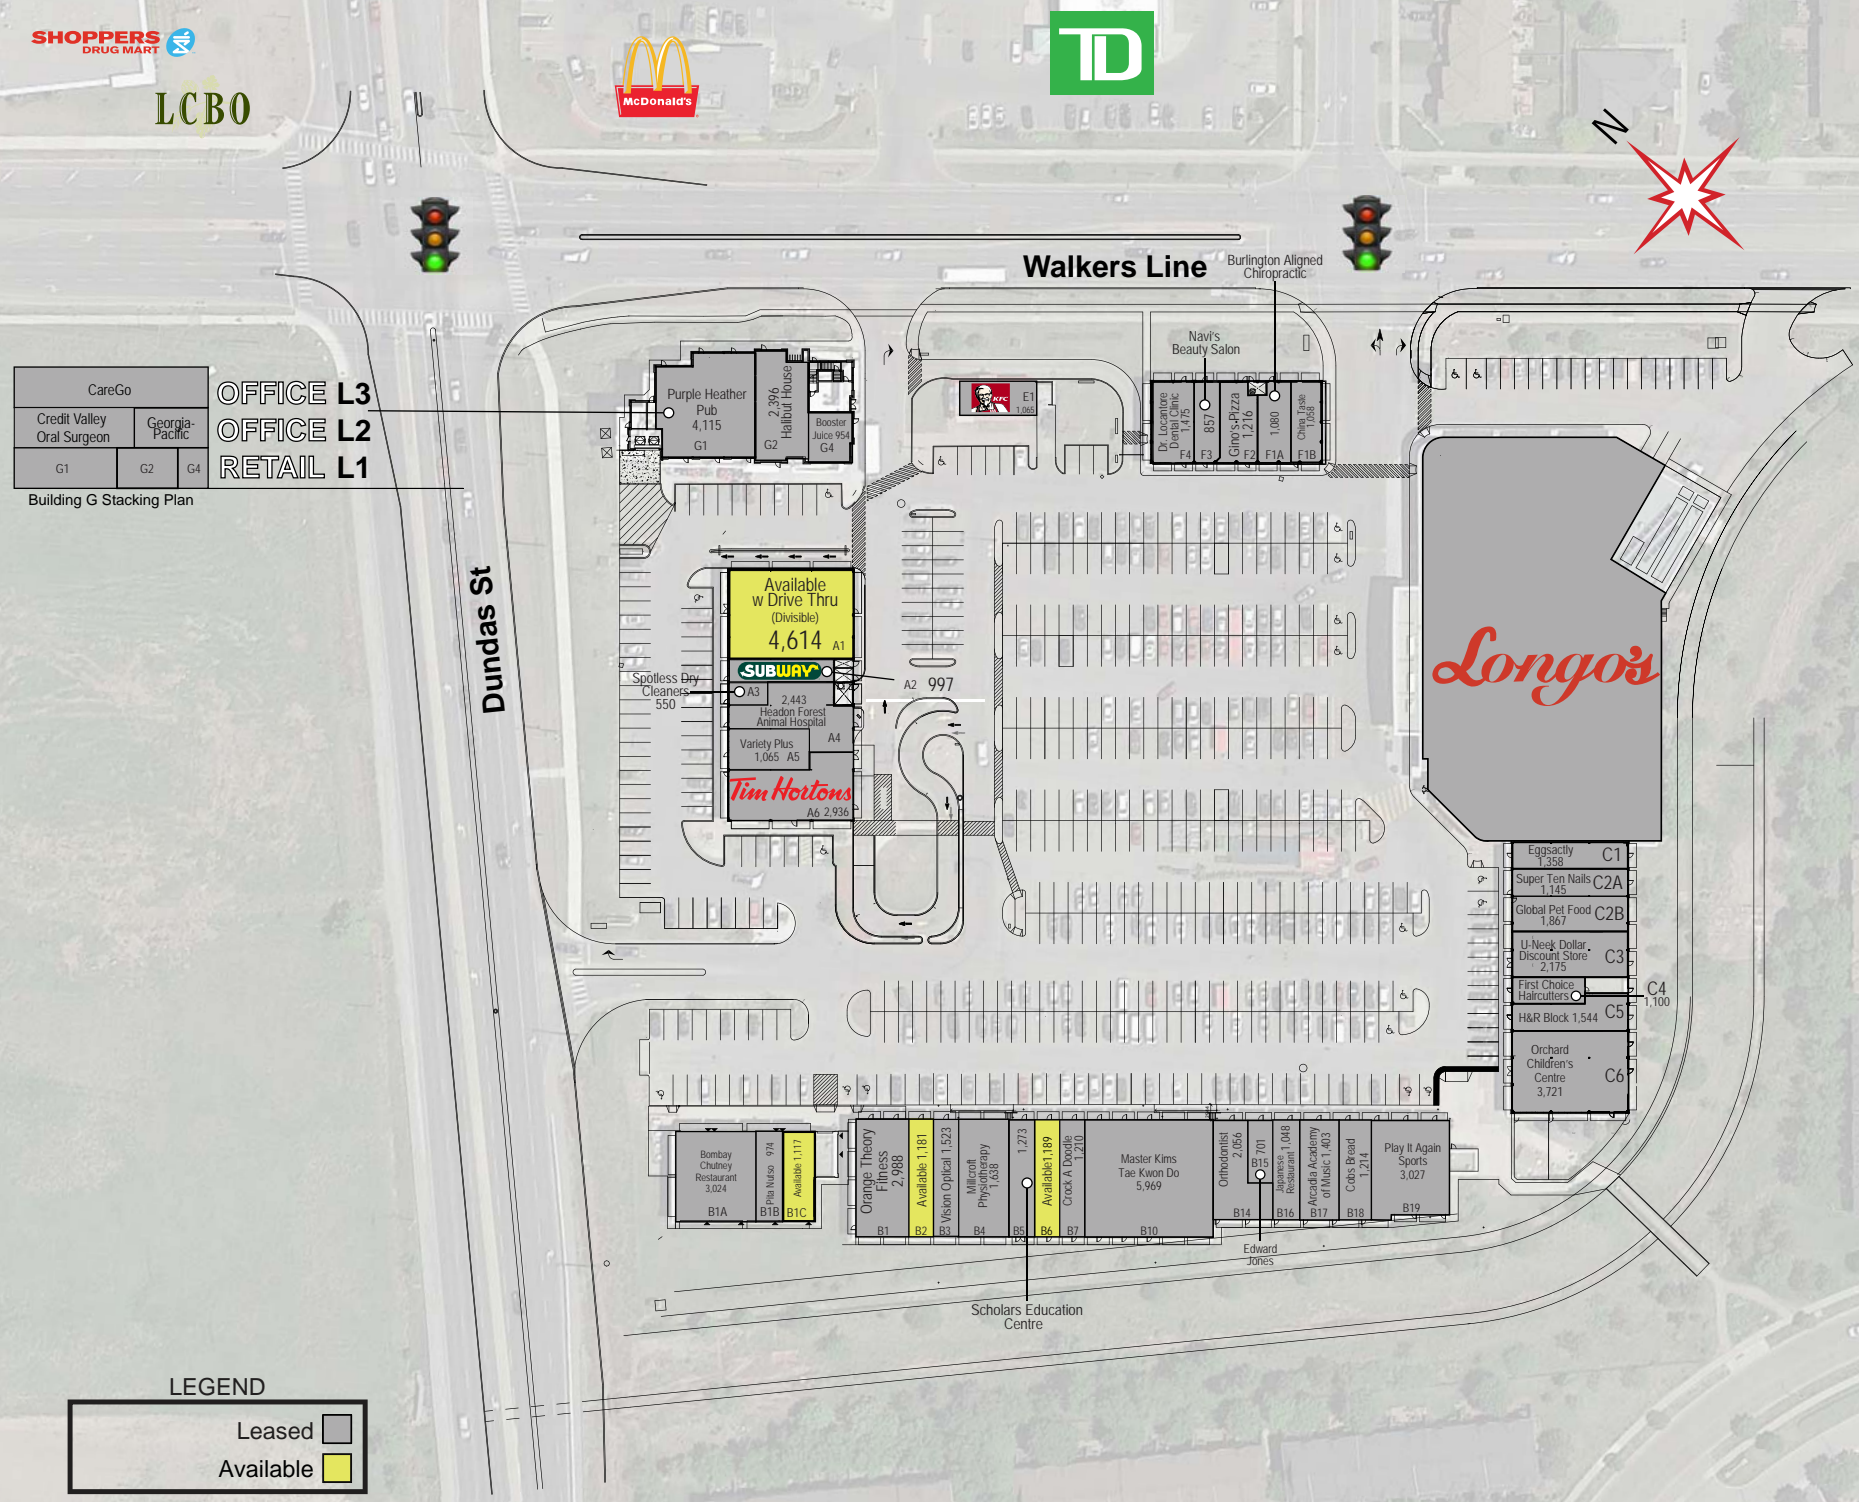 SHOPPERS
DRUG MART
LCBO
McDonald's
TD
N
Walkers Line
Burlington Aligned
Chiropractic
Navi's
Beauty Salon
CareGo
Credit Valley
Oral Surgeon
Georgia-
Pacific
G1
G2
G4
Building G Stacking Plan
OFFICE L3
OFFICE L2
RETAIL L1
Purple Heather
Pub
4,115
G1
2,396
Halibut House
G2
Booster
Juice 954
G4
KFC
E1
1,065
Dr. Locantore
Dental Clinic
1,475
F4
857
F3
Gino's Pizza
1,216
F2
1,080
F1A
China Taste
1,058
F1B
Dundas St
Available
w Drive Thru
(Divisible)
4,614 A1
SUBWAY
A2 997
Spotless Dry
Cleaners
550
A3
2,443
Headon Forest
Animal Hospital
A4
Variety Plus
1,065 A5
Tim Hortons
A6 2,936
Longo's
Eggsactly
1,358
C1
Super Ten Nails
1,145
C2A
Global Pet Food
1,867
C2B
U-Neek Dollar
Discount Store
2,175
C3
First Choice
Haircutters
C4
1,100
H&R Block 1,544
C5
Orchard
Children's
Centre
3,721
C6
Bombay
Chutney
Restaurant
3,024
B1A
Pita Nutso 974
B1B
Available 1,117
B1C
Orange Theory
Fitness
2,988
B1
Available 1,181
B2
Vision Optical 1,523
B3
Millcroft
Physiotherapy
1,638
B4
1,273
B5
Available1,189
B6
Crock A Doodle
1,210
B7
Master Kims
Tae Kwon Do
5,969
B10
Orthodontist
2,056
B14
701
B15
Japanese
Restaurant 1,048
B16
Arcadia Academy
of Music 1,403
B17
Cobs Bread
1,214
B18
Play It Again
Sports
3,027
B19
Edward
Jones
Scholars Education
Centre
LEGEND
Leased
Available